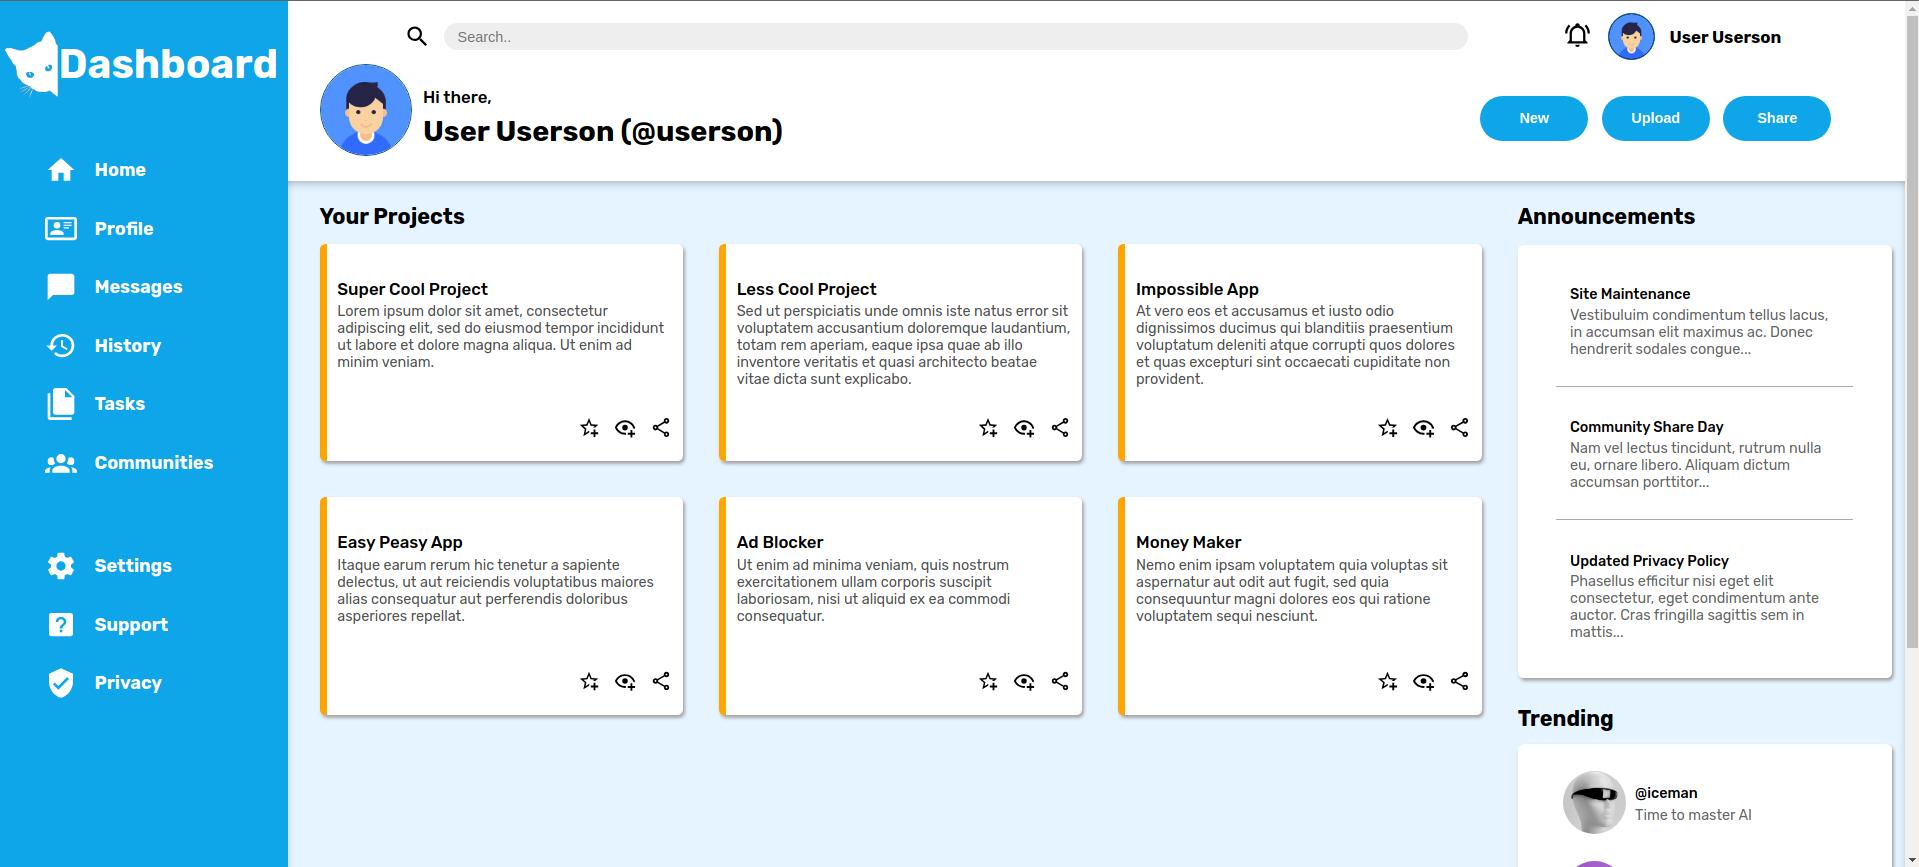 Dashboard
Home
Profile
Messages
History
Tasks
Communities
Settings
Support
Privacy
Search..
User Userson
Hi there,
User Userson (@userson)
New
Upload
Share
Your Projects
Super Cool Project
Lorem ipsum dolor sit amet, consectetur
adipiscing elit, sed do eiusmod tempor incididunt
ut labore et dolore magna aliqua. Ut enim ad
minim veniam.
Less Cool Project
Sed ut perspiciatis unde omnis iste natus error sit
voluptatem accusantium doloremque laudantium,
totam rem aperiam, eaque ipsa quae ab illo
inventore veritatis et quasi architecto beatae
vitae dicta sunt explicabo.
Impossible App
At vero eos et accusamus et iusto odio
dignissimos ducimus qui blanditiis praesentium
voluptatum deleniti atque corrupti quos dolores
et quas excepturi sint occaecati cupiditate non
provident.
Easy Peasy App
Itaque earum rerum hic tenetur a sapiente
delectus, ut aut reiciendis voluptatibus maiores
alias consequatur aut perferendis doloribus
asperiores repellat.
Ad Blocker
Ut enim ad minima veniam, quis nostrum
exercitationem ullam corporis suscipit
laboriosam, nisi ut aliquid ex ea commodi
consequatur.
Money Maker
Nemo enim ipsam voluptatem quia voluptas sit
aspernatur aut odit aut fugit, sed quia
consequuntur magni dolores eos qui ratione
voluptatem sequi nesciunt.
Announcements
Site Maintenance
Vestibuluim condimentum tellus lacus,
in accumsan elit maximus ac. Donec
hendrerit sodales congue...
Community Share Day
Nam vel lectus tincidunt, rutrum nulla
eu, ornare libero. Aliquam dictum
accumsan porttitor...
Updated Privacy Policy
Phasellus efficitur nisi eget elit
consectetur, eget condimentum ante
auctor. Cras fringilla sagittis sem in
mattis...
Trending
@iceman
Time to master AI